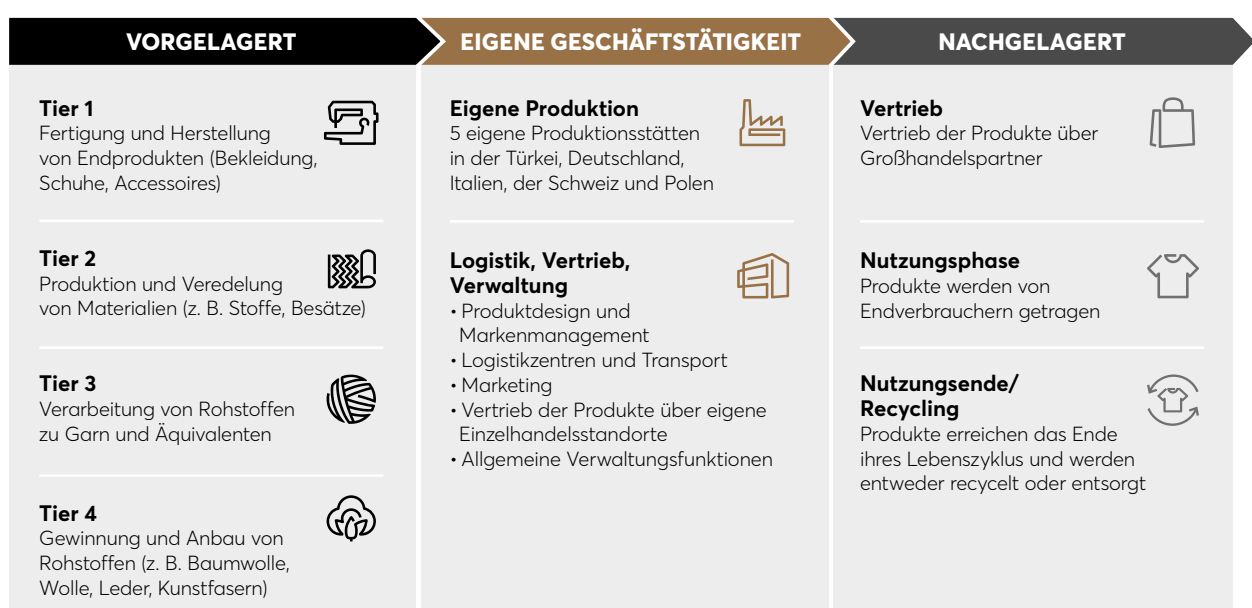 VORGELAGERT
EIGENE GESCHÄFTSTÄTIGKEIT
NACHGELAGERT
Tier 1
Fertigung und Herstellung
von Endprodukten (Bekleidung,
Schuhe, Accessoires)
Tier 2
Produktion und Veredelung
von Materialien (z. B. Stoffe, Besätze)
Tier 3
Verarbeitung von Rohstoffen
zu Garn und Äquivalenten
Tier 4
Gewinnung und Anbau von
Rohstoffen (z. B. Baumwolle,
Wolle, Leder, Kunstfasern)
Eigene Produktion
5 eigene Produktionsstätten
in der Türkei, Deutschland,
Italien, der Schweiz und Polen
Logistik, Vertrieb,
Verwaltung
• Produktdesign und
Markenmanagement
• Logistikzentren und Transport
• Marketing
• Vertrieb der Produkte über eigene
Einzelhandelsstandorte
• Allgemeine Verwaltungsfunktionen
Vertrieb
Vertrieb der Produkte über
Großhandelspartner
Nutzungsphase
Produkte werden von
Endverbrauchern getragen
Nutzungsende/
Recycling
Produkte erreichen das Ende
ihres Lebenszyklus und werden
entweder recycelt oder entsorgt